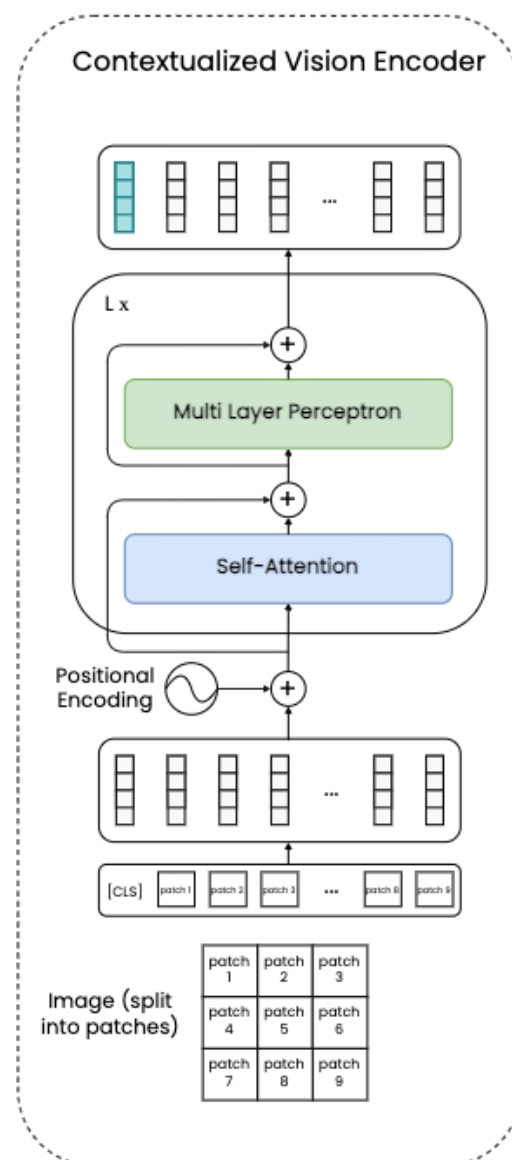 Contextualized Vision Encoder
...
L x
+
Multi Layer Perceptron
+
Self-Attention
Positional
Encoding
+
...
[CLS] patch 1 patch 2 patch 3 ... patch 8 patch 9
Image (split
into patches)
patch
1
patch
2
patch
3
patch
4
patch
5
patch
6
patch
7
patch
8
patch
9